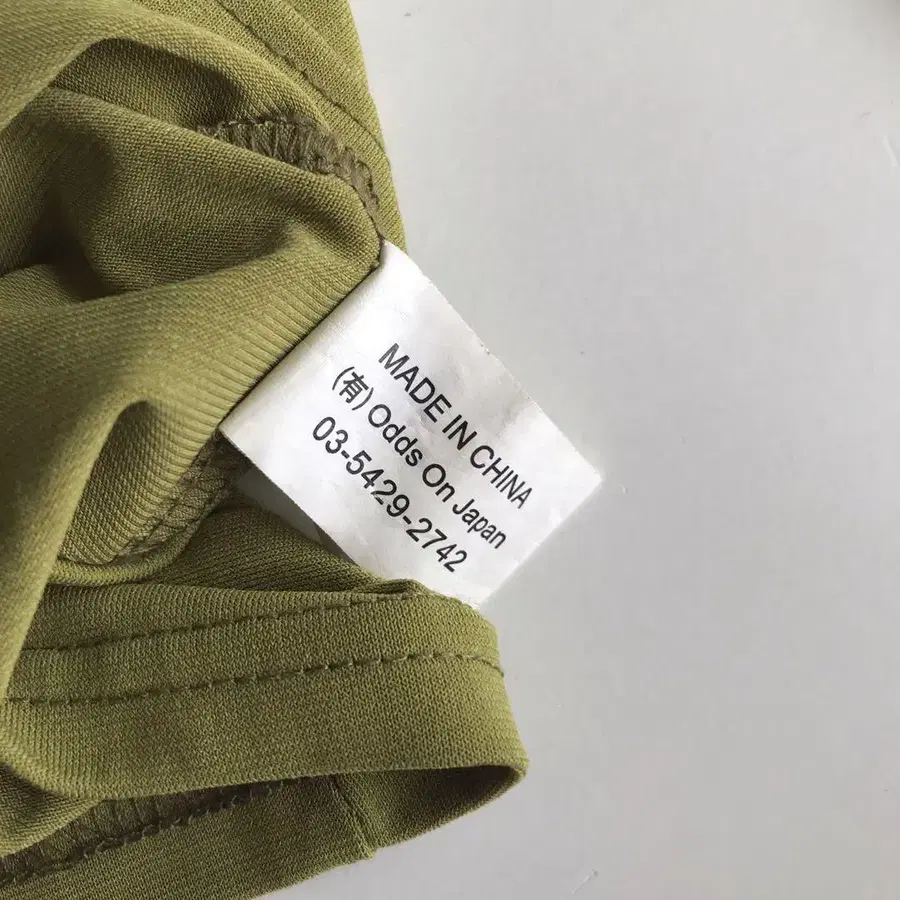 MADE IN CHINA
(有) Odds On Japan
03-5429-2742